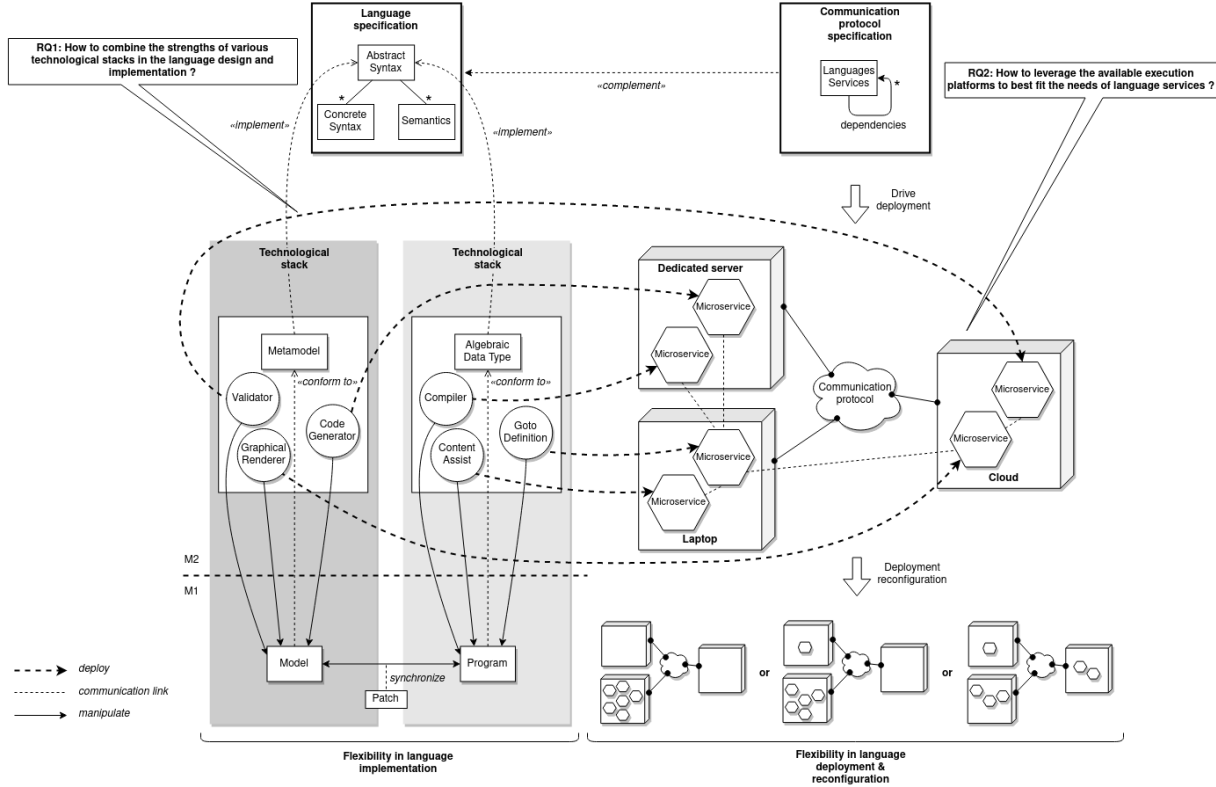 Language
specification
Abstract
Syntax
*
*
Concrete
Syntax
Semantics
Communication
protocol
specification
Languages
Services
*
dependencies
RQ1: How to combine the strengths of various
technological stacks in the language design and
implementation ?
RQ2: How to leverage the available execution
platforms to best fit the needs of language services ?
«complement»
«implement»
«implement»
Drive
deployment
Technological
stack
Technological
stack
Metamodel
«conform to»
Validator
Code
Generator
Graphical
Renderer
Algebraic
Data Type
«conform to»
Compiler
Goto
Definition
Content
Assist
Dedicated server
Microservice
Microservice
Microservice
Microservice
Laptop
Communication
protocol
Microservice
Microservice
Cloud
M2
M1
Deployment
reconfiguration
Model
Program
synchronize
Patch
or
or
deploy
communication link
manipulate
Flexibility in language
implementation
Flexibility in language
deployment &
reconfiguration